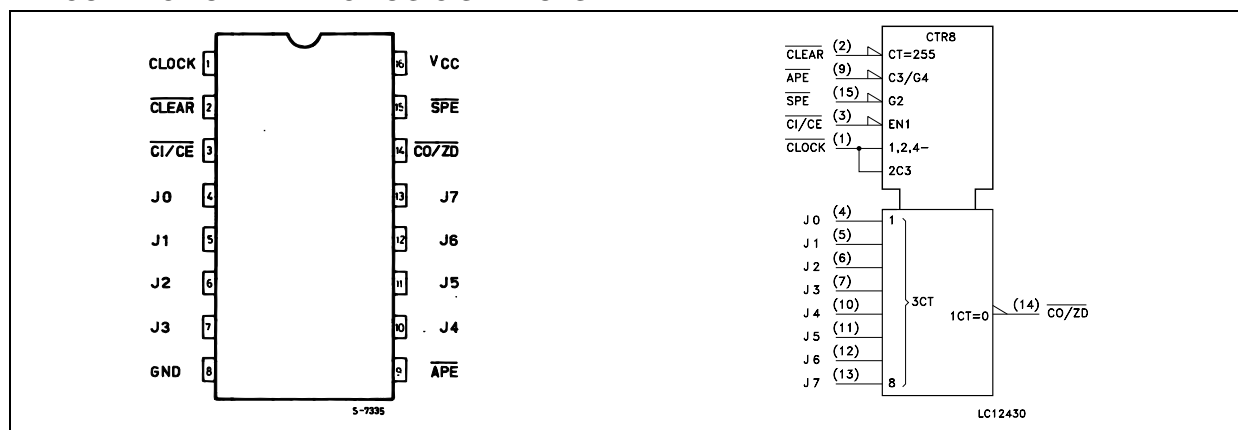 CLOCK 1 16 VCC
CLEAR 2 15 SPE
CI/CE 3 14 CO/ZD
J0 4 13 J7
J1 5 12 J6
J2 6 11 J5
J3 7 10 J4
GND 8 9 APE
S-7335
CTR8
CLEAR (2) CT=255
APE (9) C3/G4
SPE (15) G2
CI/CE (3) EN1
CLOCK (1) 1,2,4-
2C3
J0 (4) 1
J1 (5)
J2 (6)
J3 (7)
3CT
J4 (10)
1CT=0 (14) CO/ZD
J5 (11)
J6 (12)
J7 (13) 8
LC12430